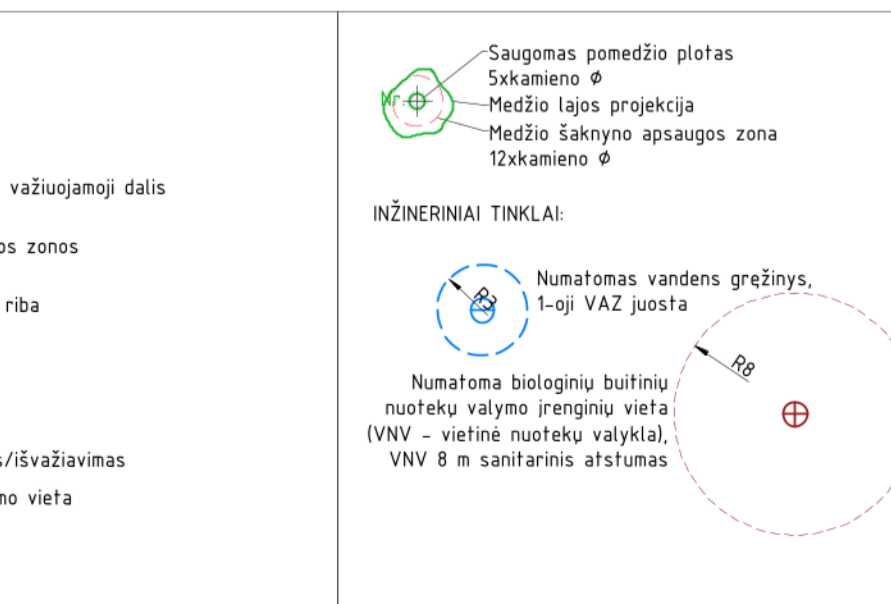 važiuojamoji dalis
os zonos
riba
s/išvažiavimas
mo vieta
Saugomas pomedžio plotas
5xkamieno Ø
Nr.
Medžio lajos projekcija
Medžio šaknyno apsaugos zona
12xkamieno Ø
INŽINERINIAI TINKLAI:
Numatomas vandens gręžinys,
1-oji VAZ juosta
R3
Numatoma biologinių buitinių
nuotekų valymo įrenginių vieta
(VNV - vietinė nuotekų valykla),
VNV 8 m sanitarinis atstumas
R8